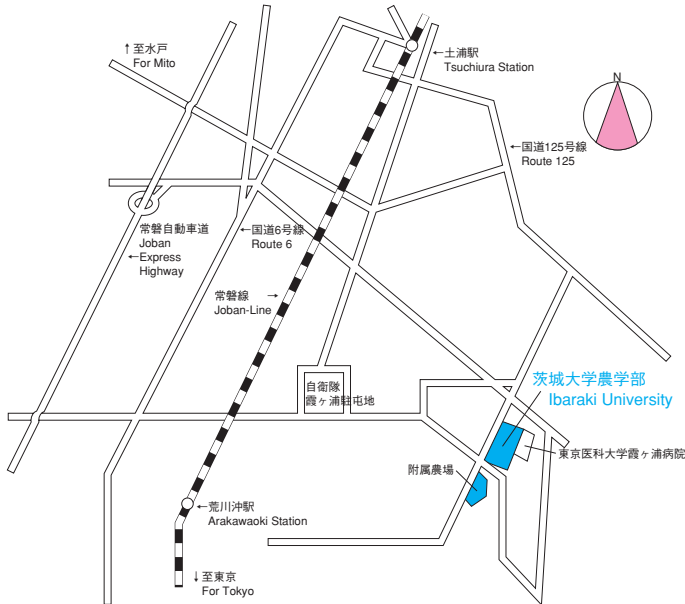 ↑至水戸
For Mito
←土浦駅
Tsuchiura Station
N
←国道125号線
Route 125
常磐自動車道
Joban
←Express
Highway
←国道6号線
Route 6
常磐線 →
Joban-Line
自衛隊
霞ヶ浦駐屯地
茨城大学農学部
Ibaraki University
東京医科大学霞ヶ浦病院
附属農場
←荒川沖駅
Arakawaoki Station
↓至東京
For Tokyo